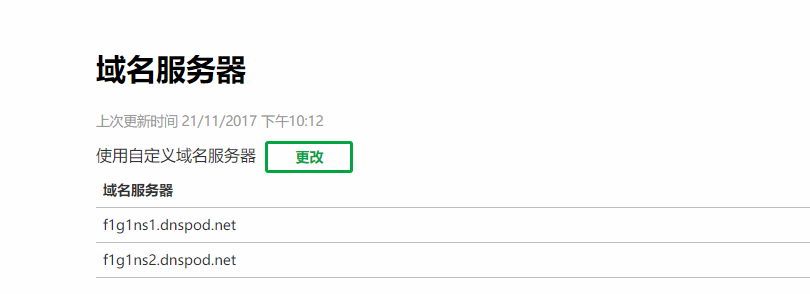 域名服务器
上次更新时间 21/11/2017 下午10:12
使用自定义域名服务器 更改
域名服务器
f1g1ns1.dnspod.net
f1g1ns2.dnspod.net